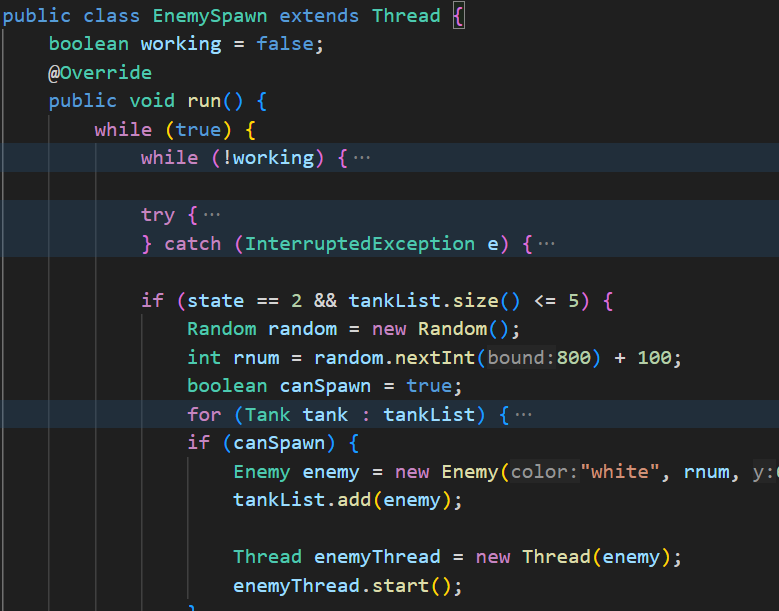 public class EnemySpawn extends Thread {
boolean working = false;
@Override
public void run() {
while (true) {
while (!working) { ···
try { ···
} catch (InterruptedException e) { ···
if (state == 2 && tankList.size() <= 5) {
Random random = new Random();
int rnum = random.nextInt(bound:800) + 100;
boolean canSpawn = true;
for (Tank tank : tankList) { ···
if (canSpawn) {
Enemy enemy = new Enemy(color:"white", rnum, y:
tankList.add(enemy);
Thread enemyThread = new Thread(enemy);
enemyThread.start();